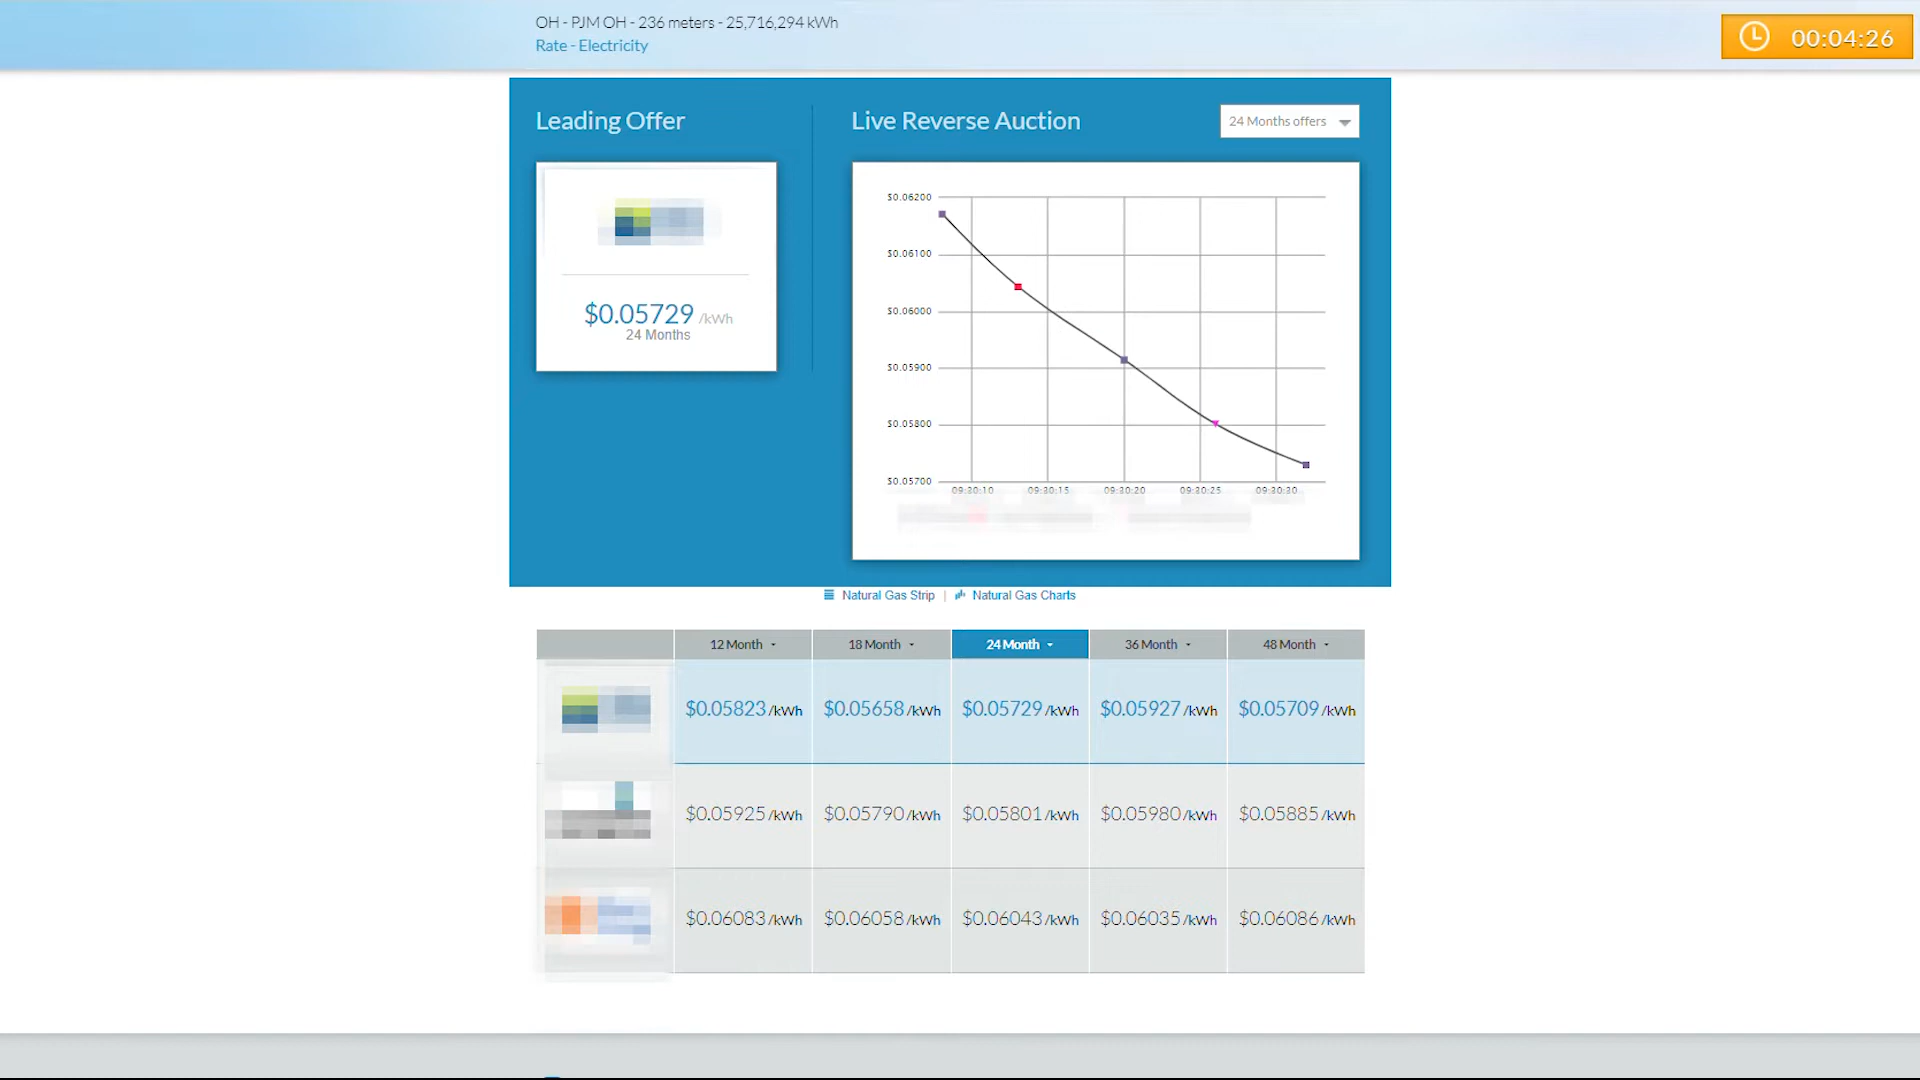 OH - PJM OH - 236 meters - 25,716,294 kWh
Rate - Electricity
00:04:26
Leading Offer
Live Reverse Auction
24 Months offers
$0.05729 /kWh
24 Months
$0.06200
$0.06100
$0.06000
$0.05900
$0.05800
$0.05700
09:30:10 09:30:15 09:30:20 09:30:25 09:30:30
Natural Gas Strip | Natural Gas Charts
12 Month 18 Month 24 Month 36 Month 48 Month
$0.05823 /kWh $0.05658 /kWh $0.05729 /kWh $0.05927 /kWh $0.05709 /kWh
$0.05925 /kWh $0.05790 /kWh $0.05801 /kWh $0.05980 /kWh $0.05885 /kWh
$0.06083 /kWh $0.06058 /kWh $0.06043 /kWh $0.06035 /kWh $0.06086 /kWh